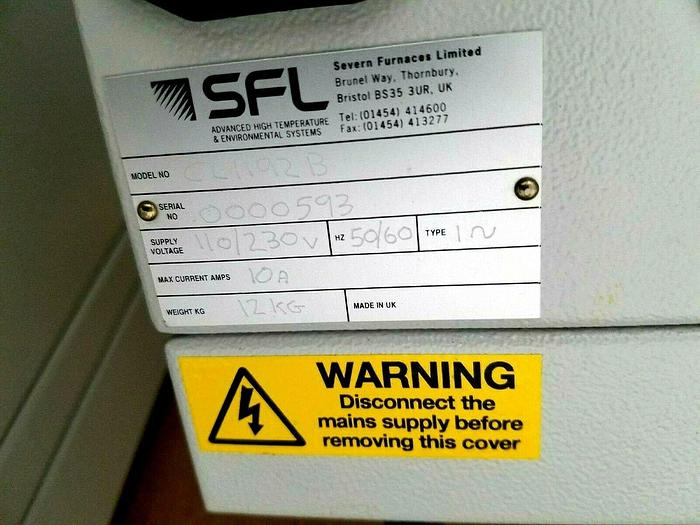 SFL
ADVANCED HIGH TEMPERATURE
& ENVIRONMENTAL SYSTEMS
Severn Furnaces Limited
Brunel Way, Thornbury,
Bristol BS35 3UR, UK
Tel: (01454) 414600
Fax: (01454) 413277
MODEL NO
SERIAL NO 0000593
SUPPLY VOLTAGE 110/230V HZ 50/60 TYPE 1~
MAX CURRENT AMPS 10A
WEIGHT KG 12KG MADE IN UK
WARNING
Disconnect the
mains supply before
removing this cover